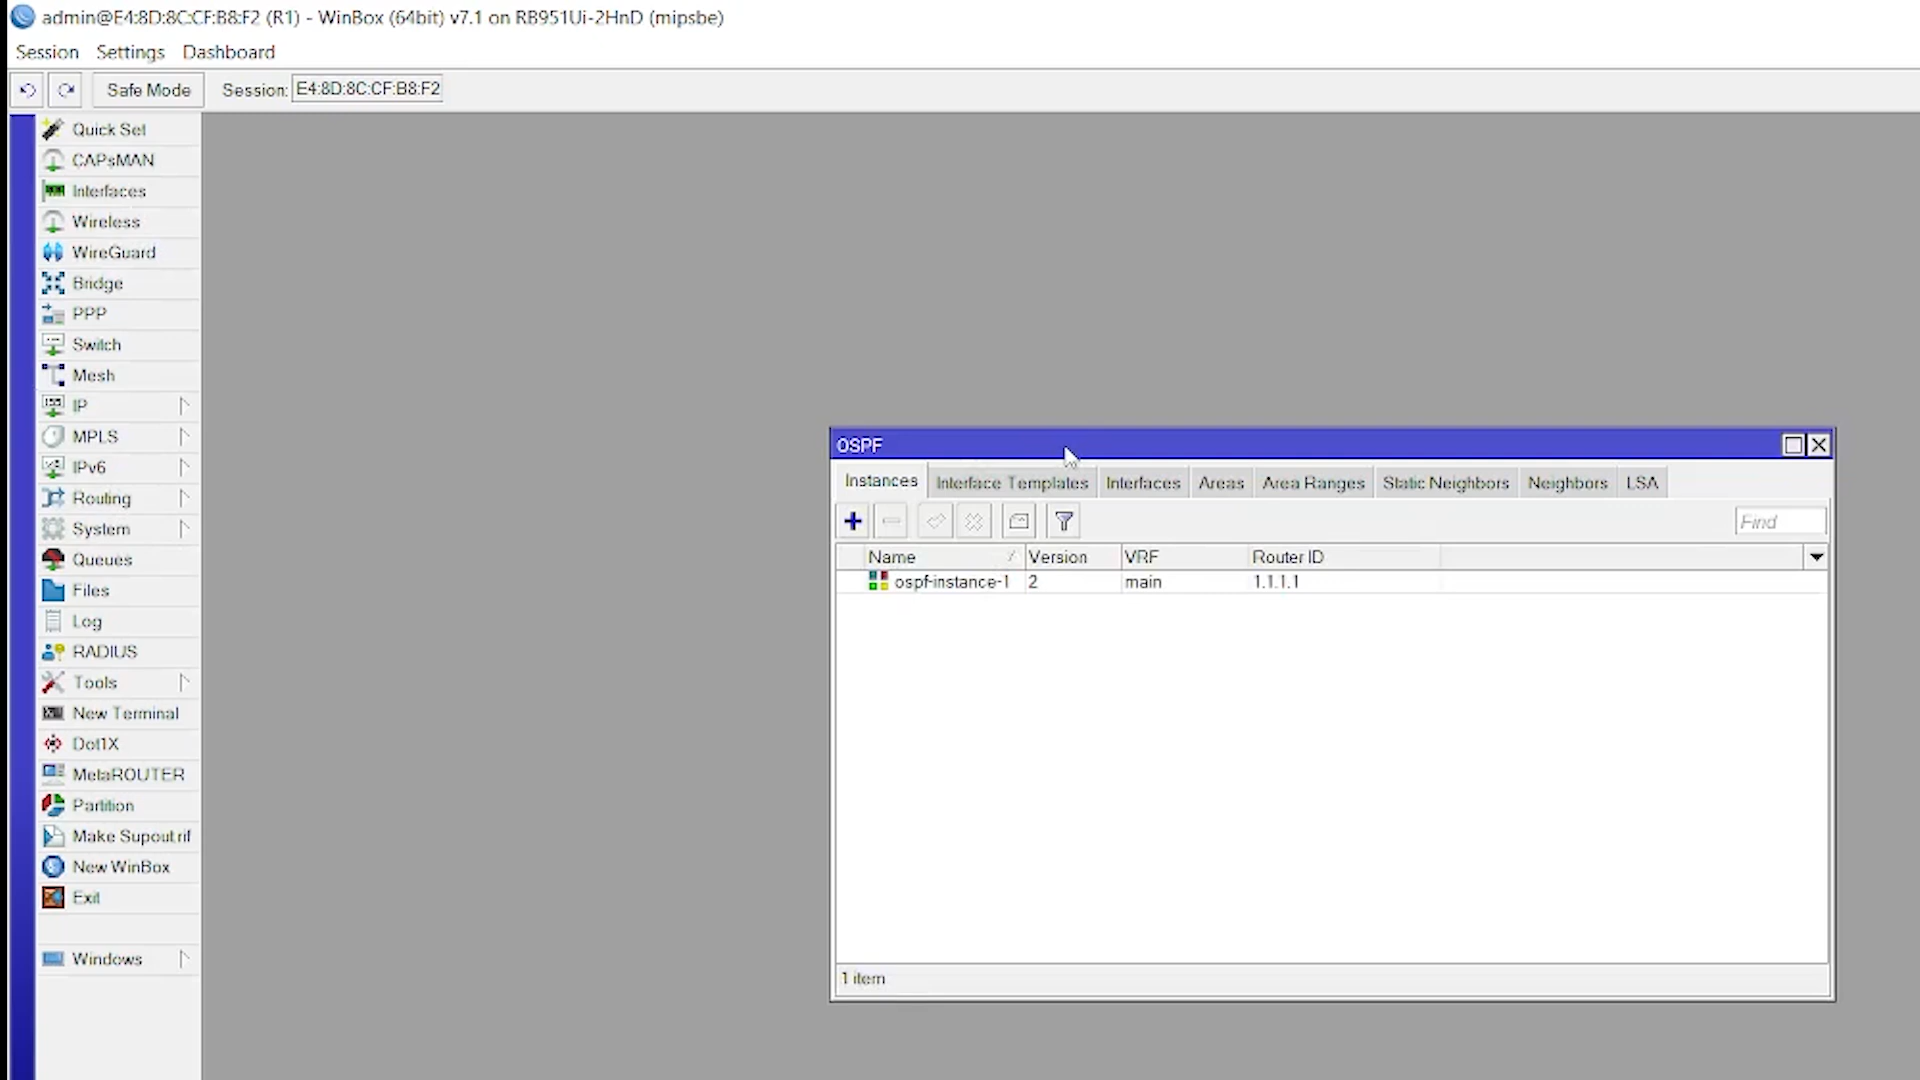 admin@E4:8D:8C:CF:B8:F2 (R1) - WinBox (64bit) v7.1 on RB951Ui-2HnD (mipsbe)
Session Settings Dashboard
Safe Mode Session: E4:8D:8C:CF:B8:F2
Quick Set
CAPsMAN
Interfaces
Wireless
WireGuard
Bridge
PPP
Switch
Mesh
IP
MPLS
IPv6
Routing
System
Queues
Files
Log
RADIUS
Tools
New Terminal
Dot1X
MetaROUTER
Partition
Make Supout.rif
New WinBox
Exit
Windows
OSPF
Instances Interface Templates Interfaces Areas Area Ranges Static Neighbors Neighbors LSA
Find
Name Version VRF Router ID
ospf-instance-1 2 main 1.1.1.1
1 item